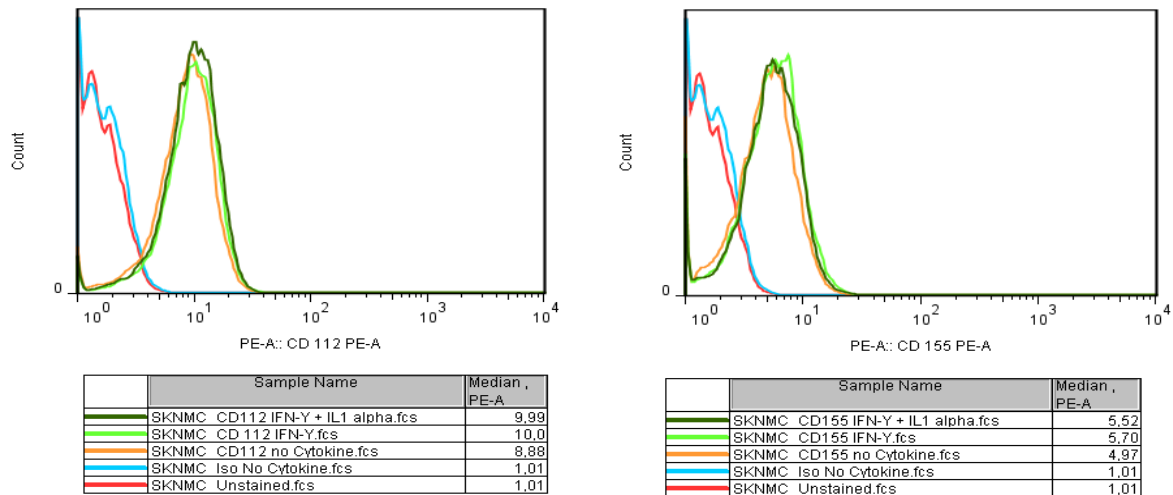 Count
0
10^0 10^1 10^2 10^3 10^4
PE-A:: CD 112 PE-A
Sample Name Median , PE-A
SKNMC CD112 IFN-Y + IL1 alpha.fcs 9,99
SKNMC CD 112 IFN-Y.fcs 10,0
SKNMC CD112 no Cytokine.fcs 8,88
SKNMC Iso No Cytokine.fcs 1,01
SKNMC Unstained.fcs 1,01
Count
0
10^0 10^1 10^2 10^3 10^4
PE-A:: CD 155 PE-A
Sample Name Median , PE-A
SKNMC CD155 IFN-Y + IL1 alpha.fcs 5,52
SKNMC CD155 IFN-Y.fcs 5,70
SKNMC CD155 no Cytokine.fcs 4,97
SKNMC Iso No Cytokine.fcs 1,01
SKNMC Unstained.fcs 1,01